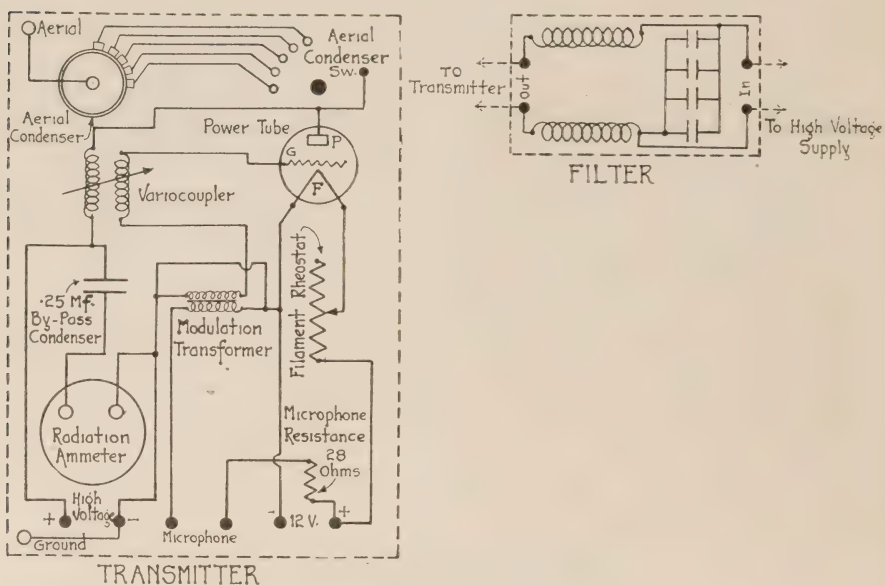 Aerial
Aerial
Condenser
Sw.
Aerial
Condenser
Power Tube
G
P
F
Variocoupler
.25 Mf.
By-Pass
Condenser
Modulation
Transformer
Filament Rheostat
Radiation
Ammeter
Microphone
Resistance
28
Ohms
High
Voltage
+
-
Ground
Microphone
-
12 V.
+
TRANSMITTER
TO
Transmitter
Out
In
To High Voltage
Supply
FILTER